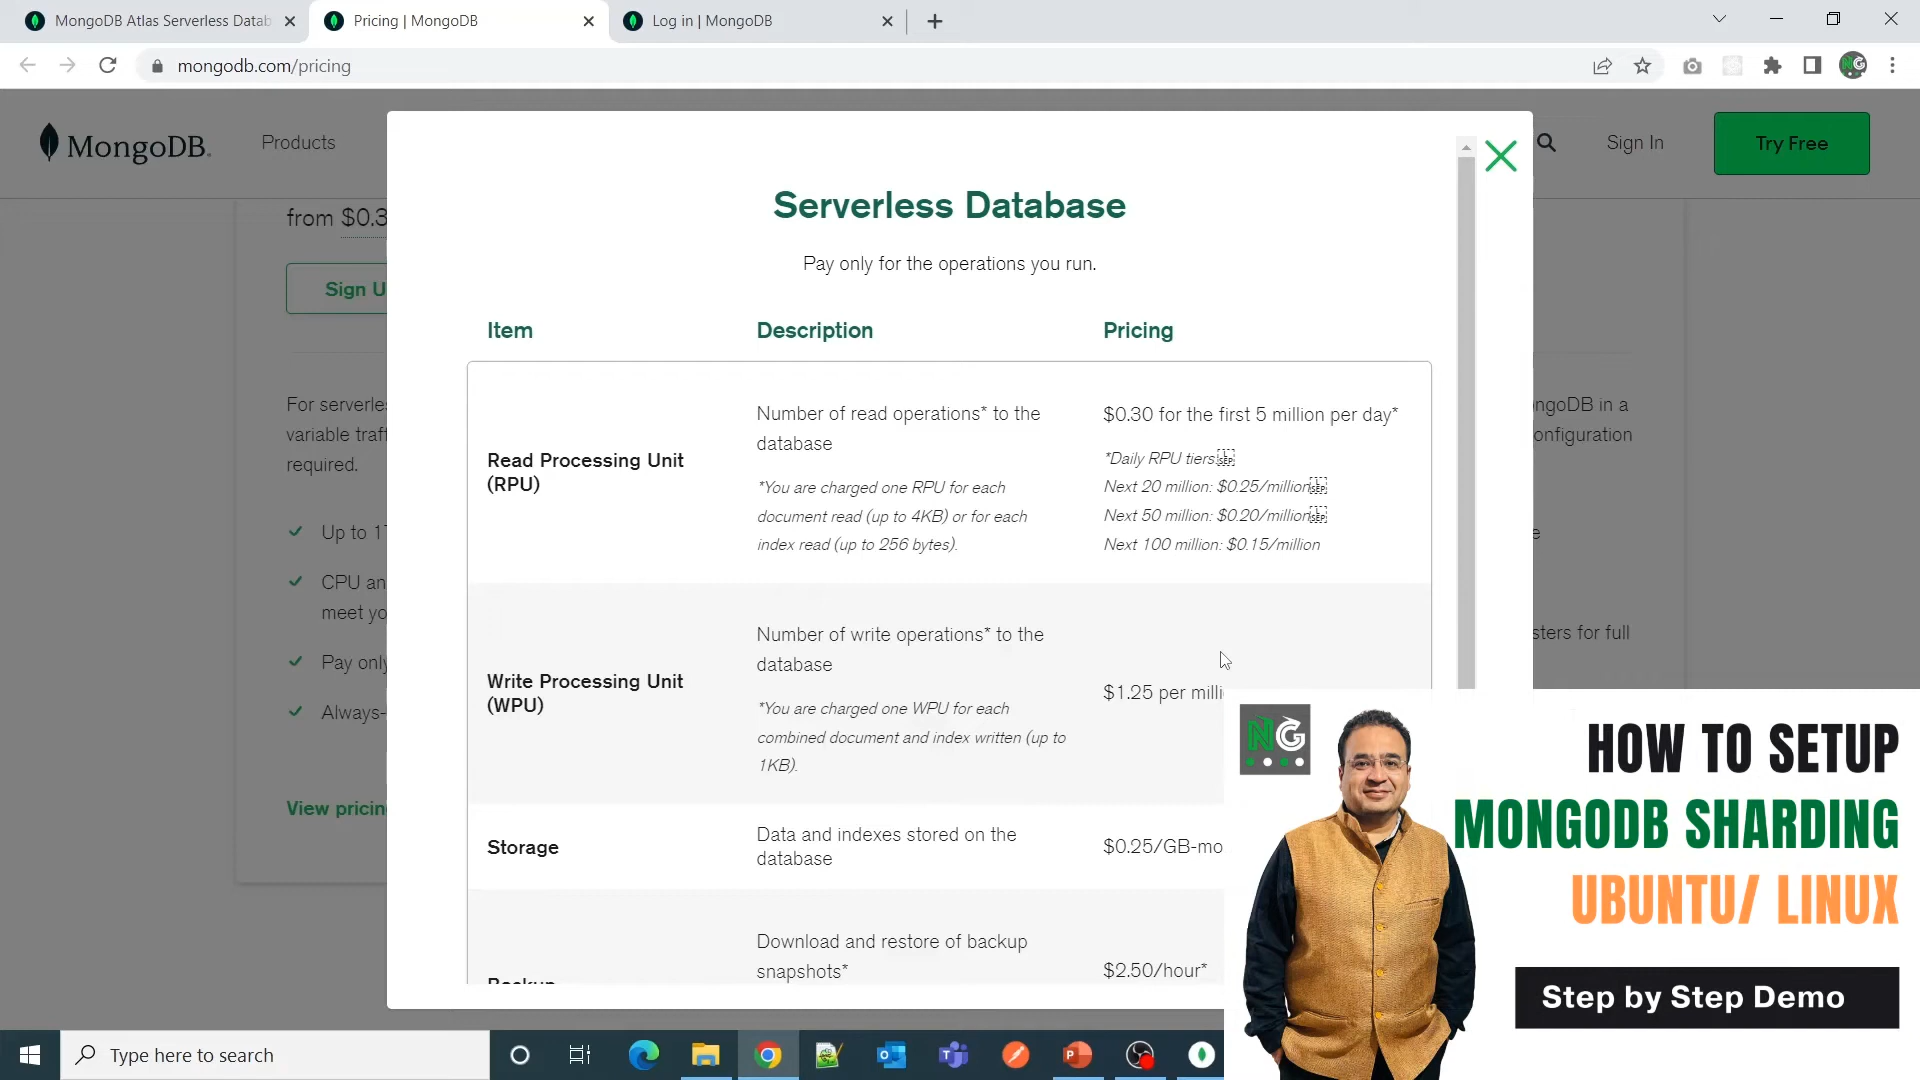 MongoDB Atlas Serverless Datab
Pricing | MongoDB
Log in | MongoDB
mongodb.com/pricing
MongoDB.
Products
Sign In
Try Free
from $0.3
Sign U
For serverle
variable traff
required.
Up to 1
CPU an
meet yo
Pay only
Always-
View pricin
ngoDB in a
onfiguration
e
sters for full
Serverless Database
Pay only for the operations you run.
Item
Description
Pricing
Read Processing Unit
(RPU)
Number of read operations* to the
database
*You are charged one RPU for each
document read (up to 4KB) or for each
index read (up to 256 bytes).
$0.30 for the first 5 million per day*
*Daily RPU tiers:
Next 20 million: $0.25/million
Next 50 million: $0.20/million
Next 100 million: $0.15/million
Write Processing Unit
(WPU)
Number of write operations* to the
database
*You are charged one WPU for each
combined document and index written (up to
1KB).
$1.25 per milli
Storage
Data and indexes stored on the
database
$0.25/GB-mo
Backup
Download and restore of backup
snapshots*
$2.50/hour*
NG
HOW TO SETUP
MONGODB SHARDING
UBUNTU/ LINUX
Step by Step Demo
Type here to search